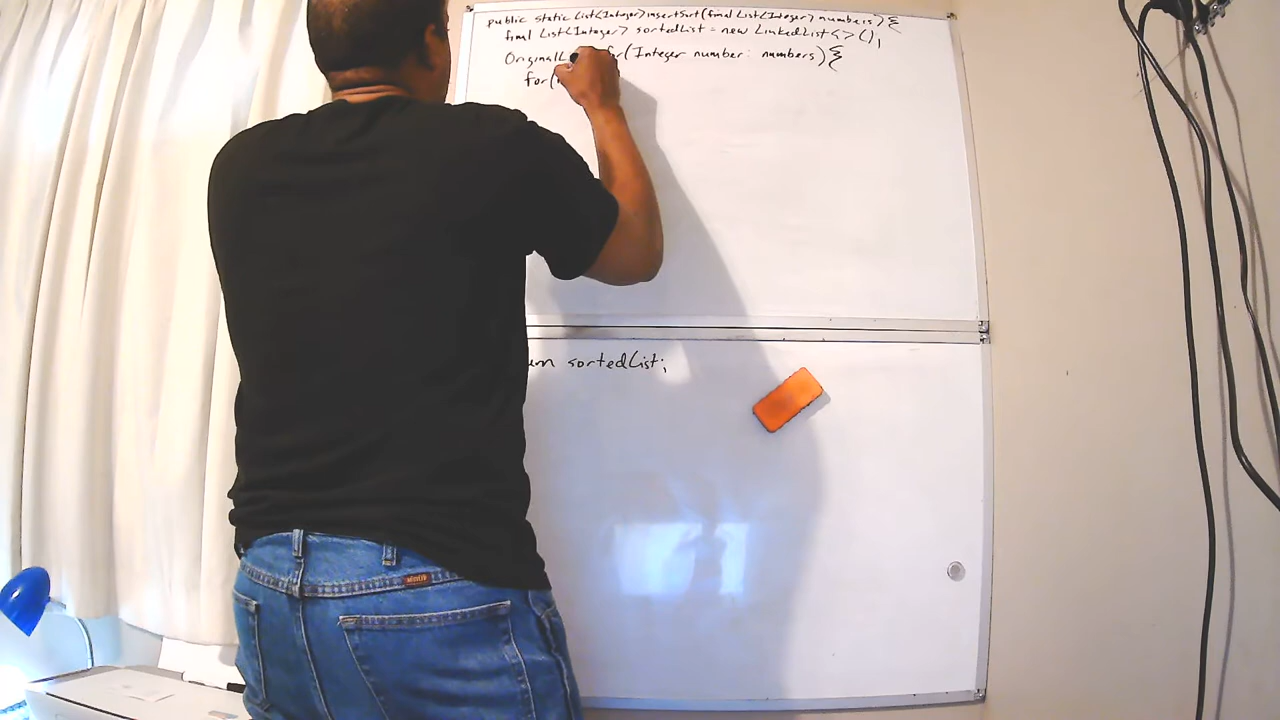 public static List<Integer> insertSort(final List<Integer> numbers) {
final List<Integer> sortedList = new LinkedList<>();
for(Integer number: numbers){
for(
sortedList;